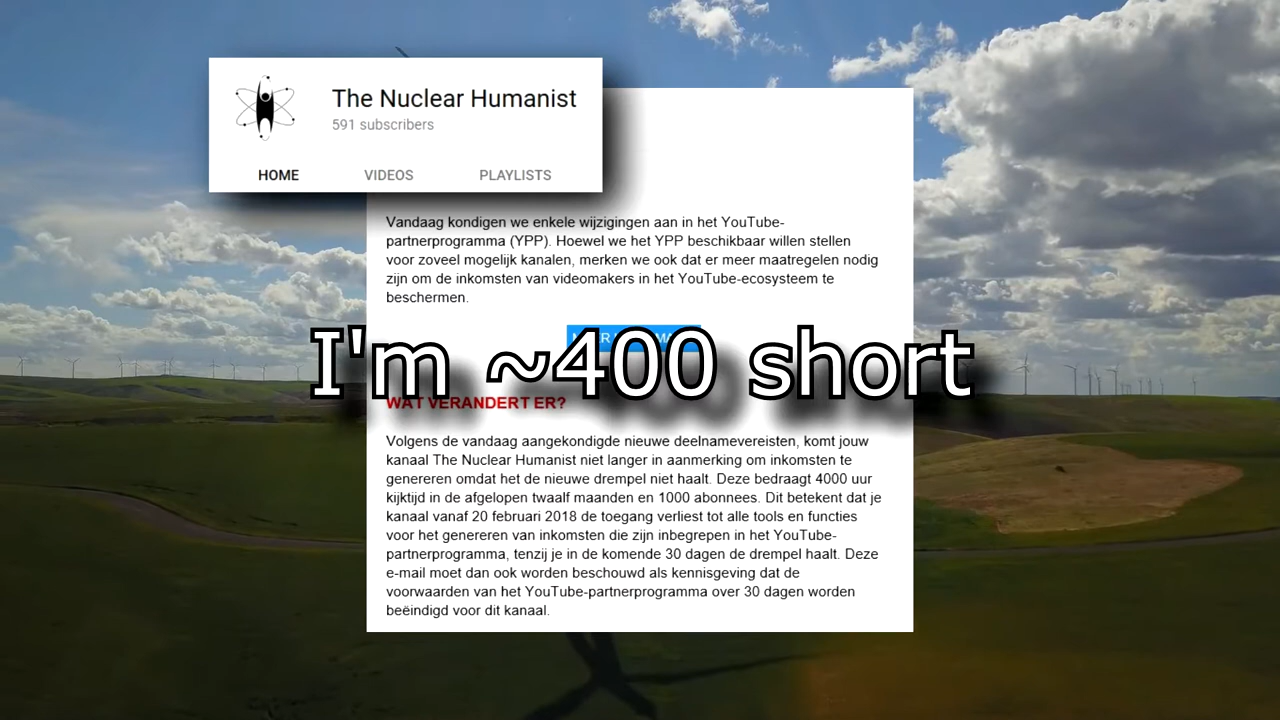 The Nuclear Humanist
591 subscribers
HOME VIDEOS PLAYLISTS
Vandaag kondigen we enkele wijzigingen aan in het YouTube-
partnerprogramma (YPP). Hoewel we het YPP beschikbaar willen stellen
voor zoveel mogelijk kanalen, merken we ook dat er meer maatregelen nodig
zijn om de inkomsten van videomakers in het YouTube-ecosysteem te
beschermen.
I'm ~400 short
WAT VERANDERT ER?
Volgens de vandaag aangekondigde nieuwe deelnamevereisten, komt jouw
kanaal The Nuclear Humanist niet langer in aanmerking om inkomsten te
genereren omdat het de nieuwe drempel niet haalt. Deze bedraagt 4000 uur
kijktijd in de afgelopen twaalf maanden en 1000 abonnees. Dit betekent dat je
kanaal vanaf 20 februari 2018 de toegang verliest tot alle tools en functies
voor het genereren van inkomsten die zijn inbegrepen in het YouTube-
partnerprogramma, tenzij je in de komende 30 dagen de drempel haalt. Deze
e-mail moet dan ook worden beschouwd als kennisgeving dat de
voorwaarden van het YouTube-partnerprogramma over 30 dagen worden
beëindigd voor dit kanaal.